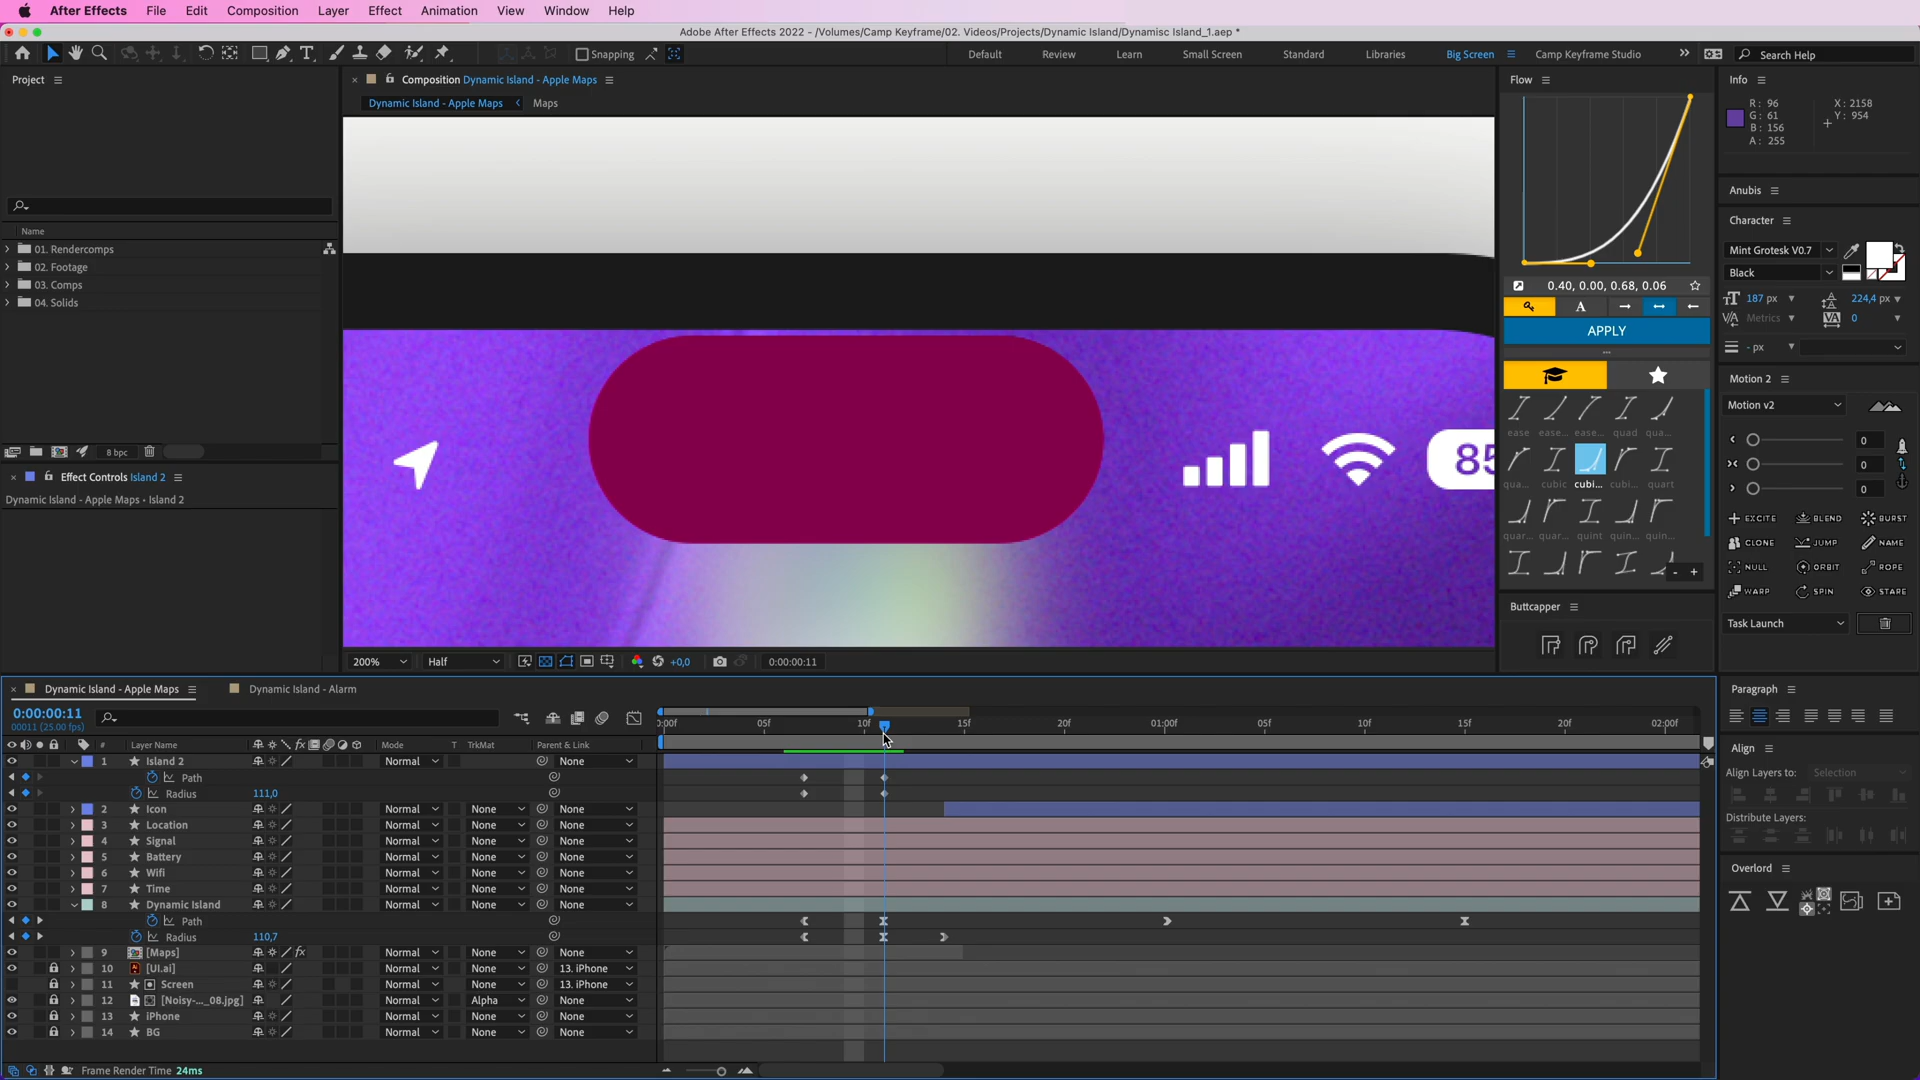 After Effects File Edit Composition Layer Effect Animation View Window Help
Adobe After Effects 2022 - /Volumes/Camp Keyframe/02. Videos/Projects/Dynamic Island/Dynamisc Island_1.aep *
Snapping
Default Review Learn Small Screen Standard Libraries Big Screen Camp Keyframe Studio
Search Help
Project
Name
01. Rendercomps
02. Footage
03. Comps
04. Solids
8 bpc
Effect Controls Island 2
Dynamic Island - Apple Maps • Island 2
Composition Dynamic Island - Apple Maps
Dynamic Island - Apple Maps
Maps
85
200%
Half
+0,0
0:00:00:11
Flow
0.40, 0.00, 0.68, 0.06
A
APPLY
ease ease... ease... quad qua...
qua... cubic cubi... cubi... quart
quar... quar... quint quin... quin...
Buttcapper
Info
R: 96
G: 61
B: 156
A: 255
X: 2158
Y: 954
Anubis
Character
Mint Grotesk V0.7
Black
187 px
224,4 px
Metrics
0
- px
Motion 2
Motion v2
0
0
0
EXCITE BLEND BURST
CLONE JUMP NAME
NULL ORBIT ROPE
WARP SPIN STARE
Task Launch
Paragraph
Align
Align Layers to: Selection
Distribute Layers:
Overlord
Dynamic Island - Apple Maps
Dynamic Island - Alarm
0:00:00:11
00011 (25.00 fps)
0:00f 05f 10f 15f 20f 01:00f 05f 10f 15f 20f 02:00f
# Layer Name Mode T TrkMat Parent & Link
1 Island 2 Normal None
Path
Radius 111,0
2 Icon Normal None None
3 Location Normal None None
4 Signal Normal None None
5 Battery Normal None None
6 Wifi Normal None None
7 Time Normal None None
8 Dynamic Island Normal None None
Path
Radius 110,7
9 [Maps] Normal None None
10 [UI.ai] Normal None 13. iPhone
11 Screen Normal None 13. iPhone
12 [Noisy-..._08.jpg] Normal Alpha None
13 iPhone Normal None None
14 BG Normal None None
Frame Render Time 24ms